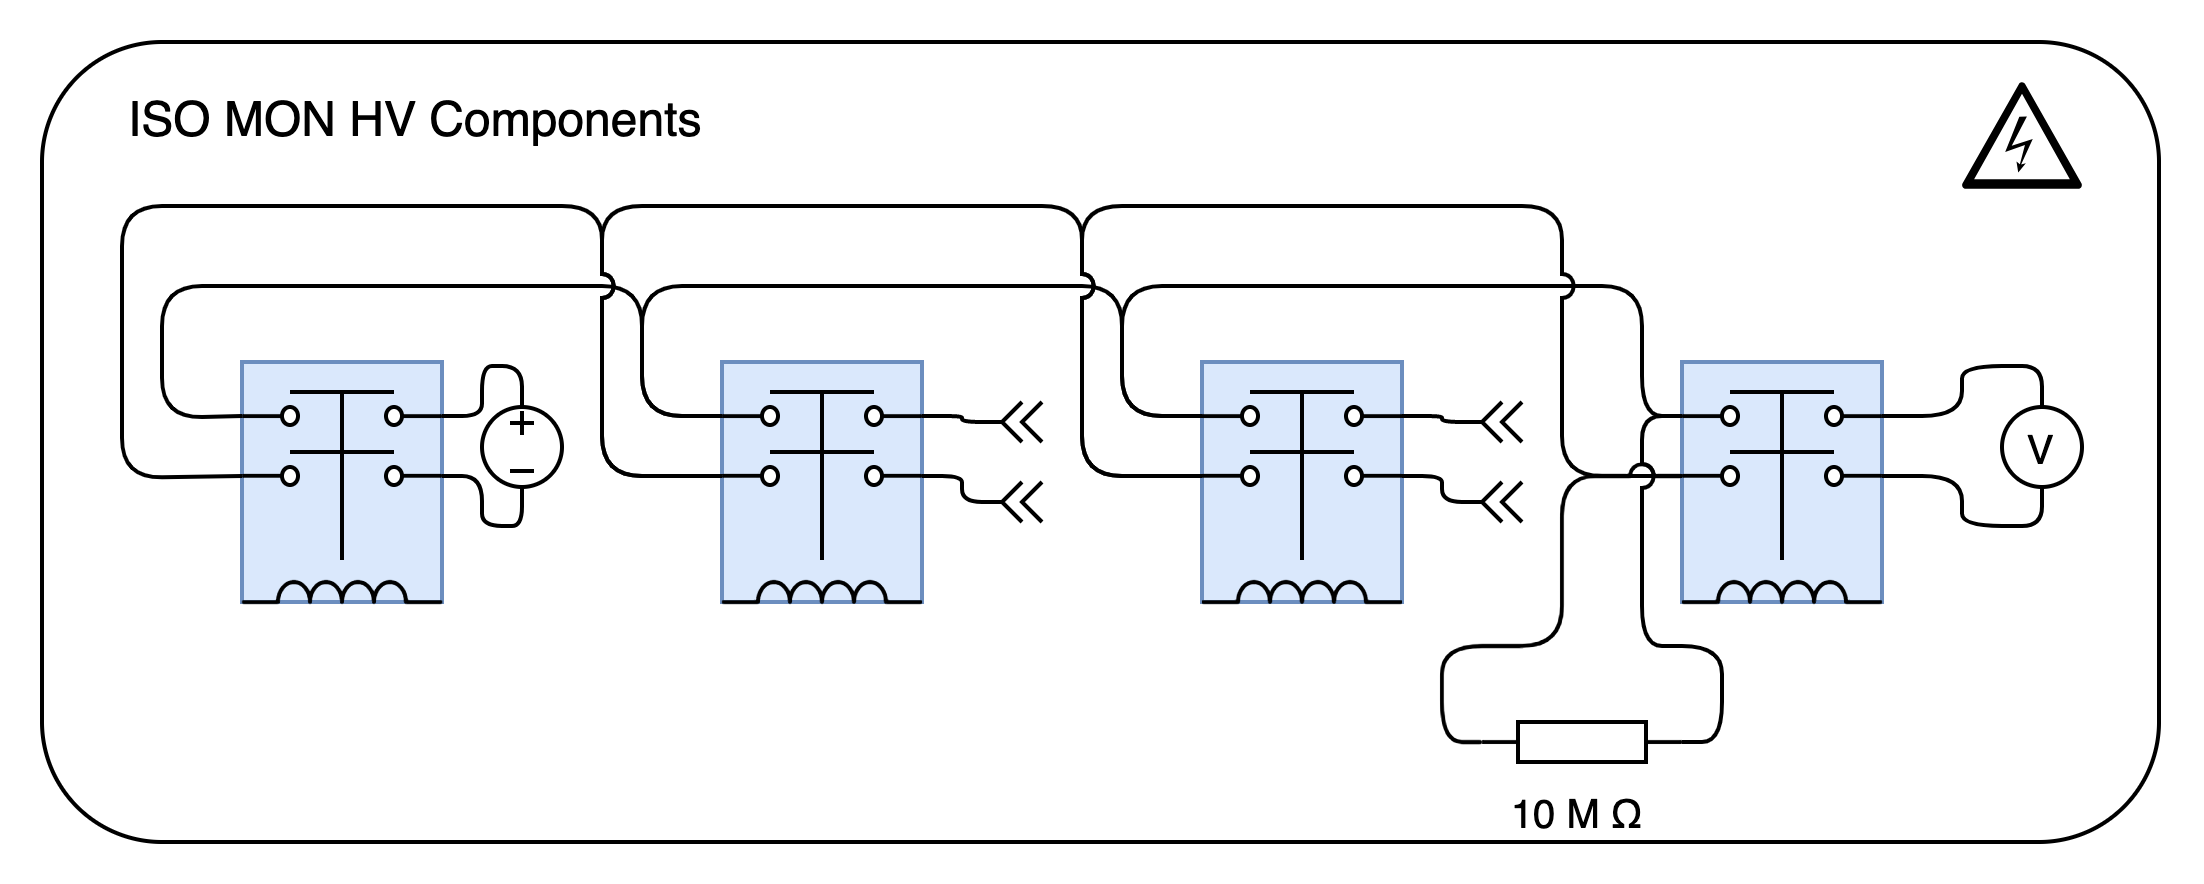 ISO MON HV Components
+
−
V
10 M Ω